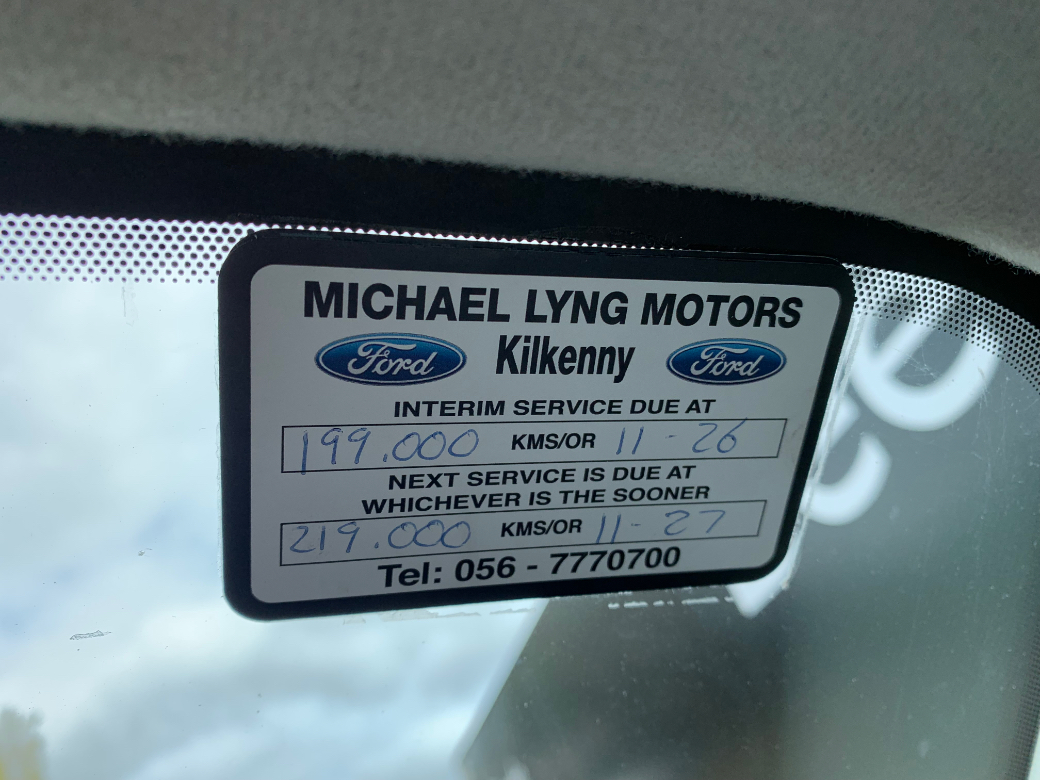 MICHAEL LYNG MOTORS
Ford Kilkenny Ford
INTERIM SERVICE DUE AT
199.000 KMS/OR 11 - 26
NEXT SERVICE IS DUE AT
WHICHEVER IS THE SOONER
219.000 KMS/OR 11 - 27
Tel: 056 - 7770700